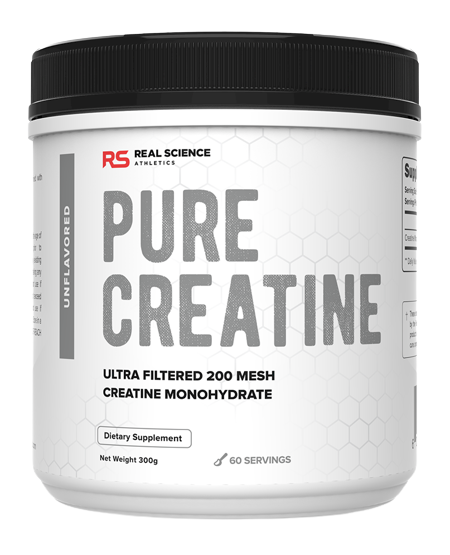 RS REAL SCIENCE
ATHLETICS
PURE
CREATINE
UNFLAVORED
ULTRA FILTERED 200 MESH
CREATINE MONOHYDRATE
Dietary Supplement
Net Weight 300g
60 SERVINGS